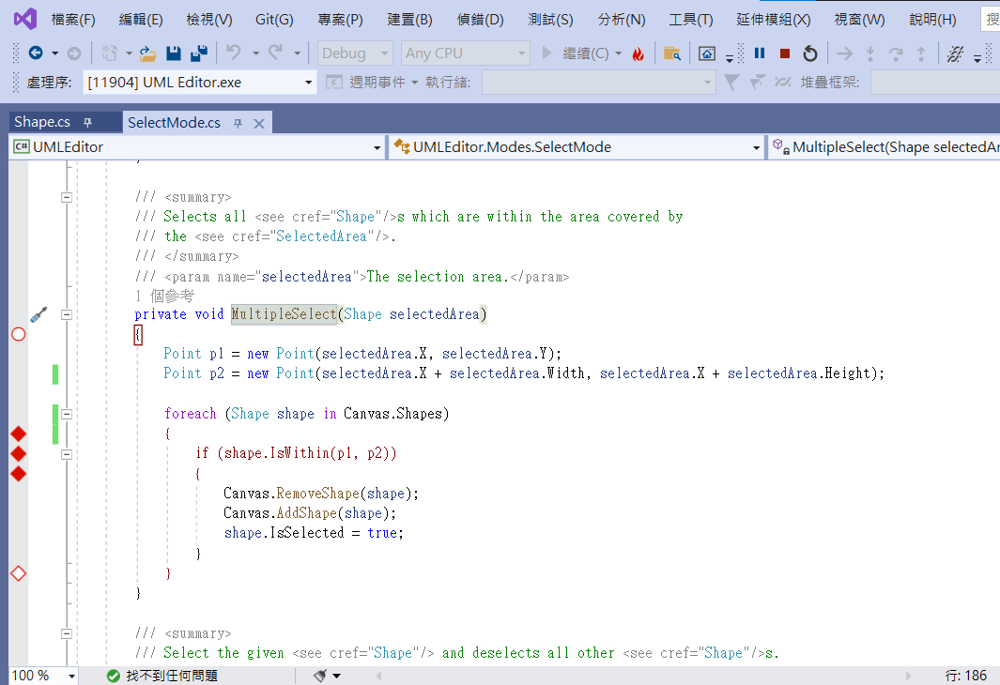 檔案(F) 編輯(E) 檢視(V) Git(G) 專案(P) 建置(B) 偵錯(D) 測試(S) 分析(N) 工具(T) 延伸模組(X) 視窗(W) 說明(H) 搜
Debug Any CPU 繼續(C)
處理序: [11904] UML Editor.exe 週期事件 執行緒: 堆疊框架:
Shape.cs SelectMode.cs
C# UMLEditor UMLEditor.Modes.SelectMode MultipleSelect(Shape selectedAr
/// <summary>
/// Selects all <see cref="Shape"/>s which are within the area covered by
/// the <see cref="SelectedArea"/>.
/// </summary>
/// <param name="selectedArea">The selection area.</param>
1 個參考
private void MultipleSelect(Shape selectedArea)
{
Point p1 = new Point(selectedArea.X, selectedArea.Y);
Point p2 = new Point(selectedArea.X + selectedArea.Width, selectedArea.X + selectedArea.Height);
foreach (Shape shape in Canvas.Shapes)
{
if (shape.IsWithin(p1, p2))
{
Canvas.RemoveShape(shape);
Canvas.AddShape(shape);
shape.IsSelected = true;
}
}
}
/// <summary>
/// Select the given <see cref="Shape"/> and deselects all other <see cref="Shape"/>s.
100 % 找不到任何問題 行: 186